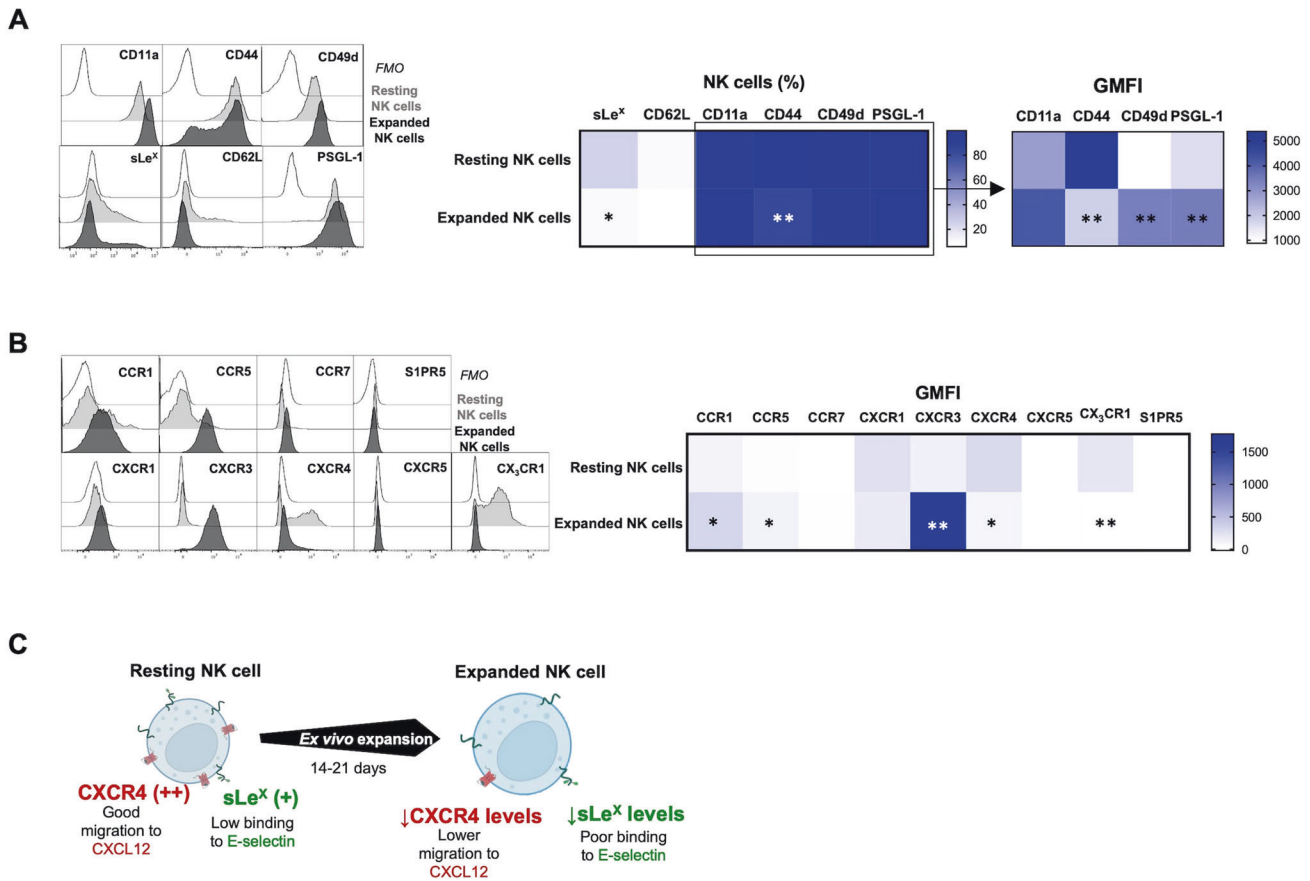 A
CD11a
CD44
CD49d
FMO
Resting
NK cells
Expanded
NK cells
sLeX
CD62L
PSGL-1
NK cells (%)
sLeX CD62L CD11a CD44 CD49d PSGL-1
Resting NK cells
Expanded NK cells
* **
80
60
40
20
GMFI
CD11a CD44 CD49d PSGL-1
** ** **
5000
4000
3000
2000
1000
B
CCR1
CCR5
CCR7
S1PR5
FMO
Resting
NK cells
Expanded
NK cells
CXCR1
CXCR3
CXCR4
CXCR5
CX3CR1
GMFI
CCR1 CCR5 CCR7 CXCR1 CXCR3 CXCR4 CXCR5 CX3CR1 S1PR5
Resting NK cells
Expanded NK cells
* * ** * **
1500
1000
500
0
C
Resting NK cell
Expanded NK cell
Ex vivo expansion
14-21 days
CXCR4 (++)
Good
migration to
CXCL12
sLeX (+)
Low binding
to E-selectin
↓CXCR4 levels
Lower
migration to
CXCL12
↓sLeX levels
Poor binding
to E-selectin